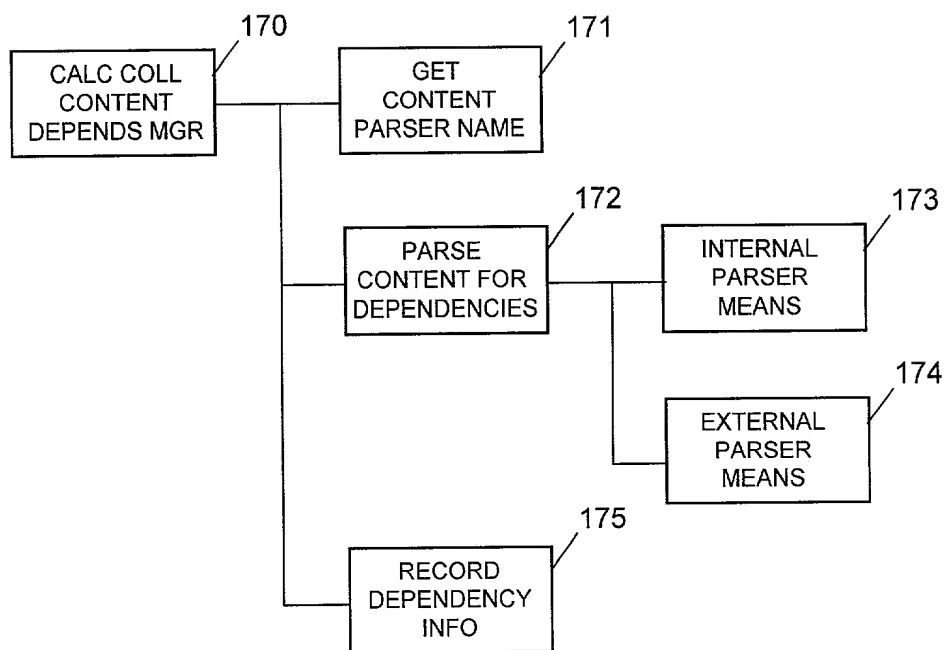 170
CALC COLL
CONTENT
DEPENDS MGR
171
GET
CONTENT
PARSER NAME
172
PARSE
CONTENT FOR
DEPENDENCIES
173
INTERNAL
PARSER
MEANS
174
EXTERNAL
PARSER
MEANS
175
RECORD
DEPENDENCY
INFO